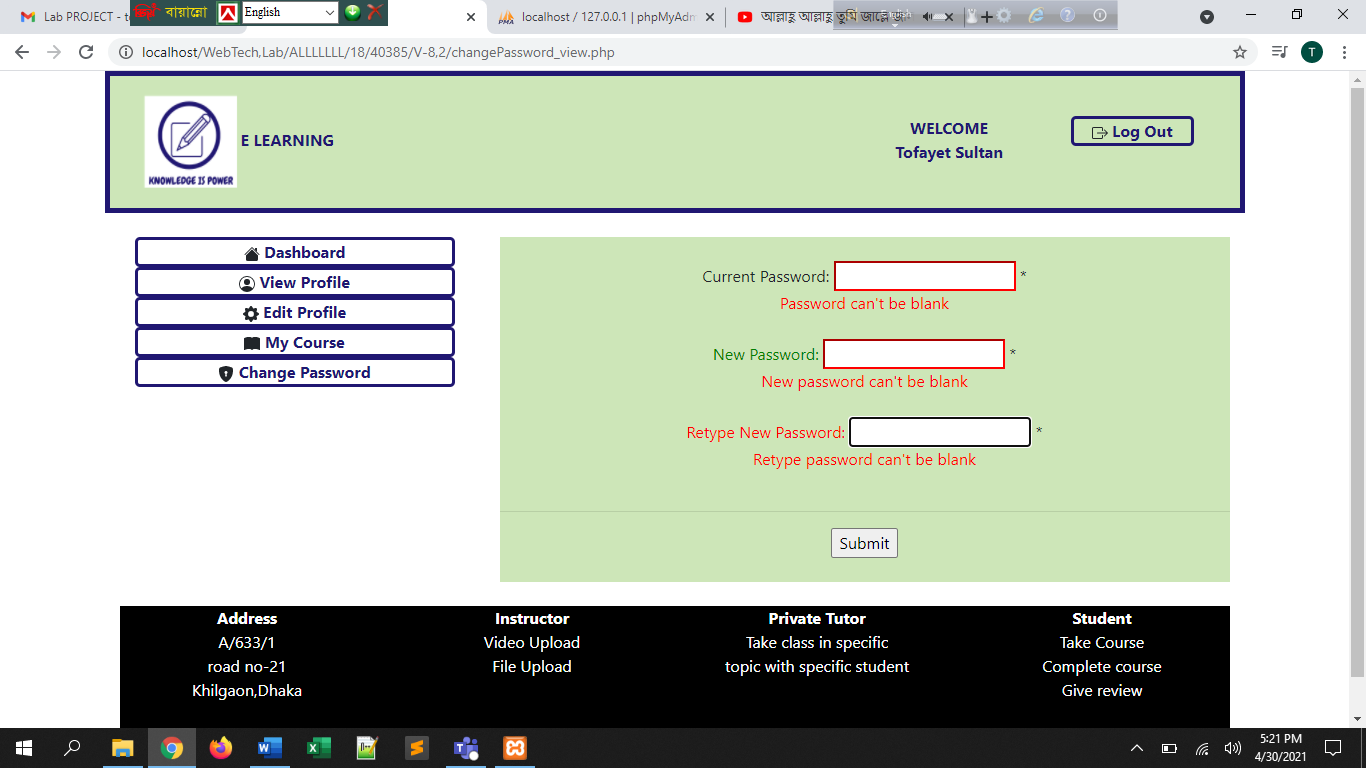 Lab PROJECT - t
বায়ান্নো
English
localhost / 127.0.0.1 | phpMyAdm
আল্লাহু আল্লাহু তুমি জাল্লে
English
localhost/WebTech,Lab/ALLLLLLL/18/40385/V-8,2/changePassword_view.php
T
KNOWLEDGE IS POWER
E LEARNING
WELCOME
Tofayet Sultan
Log Out
Dashboard
View Profile
Edit Profile
My Course
Change Password
Current Password: *
Password can't be blank
New Password: *
New password can't be blank
Retype New Password: *
Retype password can't be blank
Submit
Address
A/633/1
road no-21
Khilgaon,Dhaka
Instructor
Video Upload
File Upload
Private Tutor
Take class in specific
topic with specific student
Student
Take Course
Complete course
Give review
5:21 PM
4/30/2021